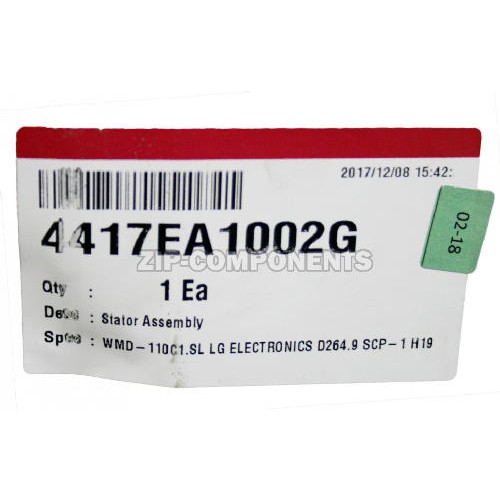 2017/12/08 15:42:
4417EA1002G
02-18
ZIP-COMPONENTS
Qty : 1 Ea
: Stator Assembly
: WMD-110C1.SL LG ELECTRONICS D264.9 SCP-1 H19